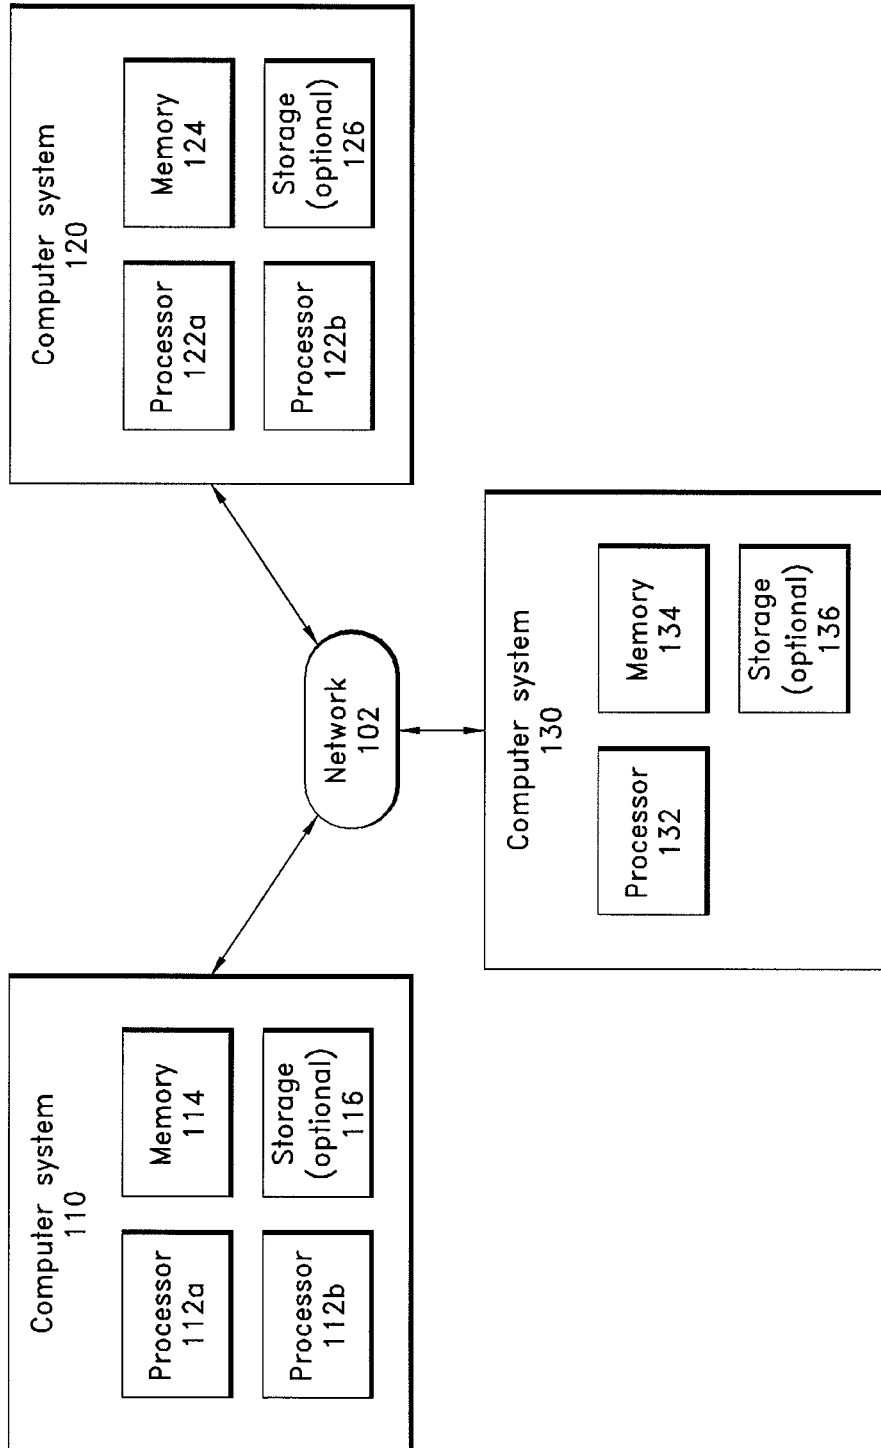 Computer system
110
Processor
112a
Memory
114
Processor
112b
Storage
(optional)
116
Network
102
Computer system
120
Processor
122a
Memory
124
Processor
122b
Storage
(optional)
126
Computer system
130
Processor
132
Memory
134
Storage
(optional)
136